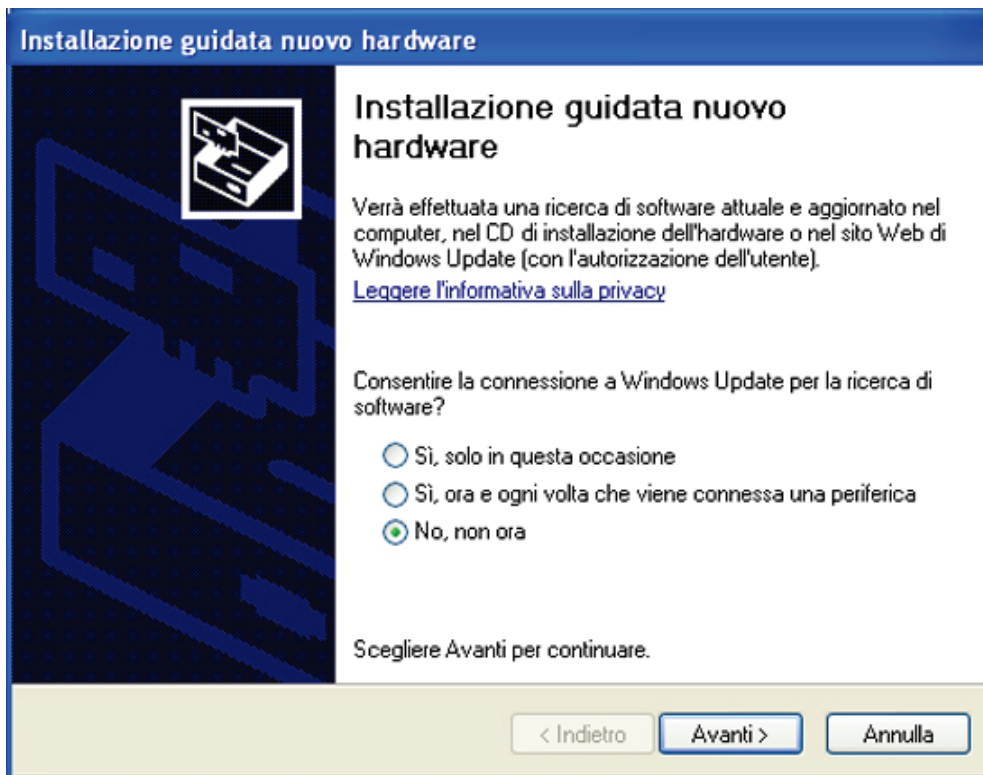 Installazione guidata nuovo hardware
Installazione guidata nuovo
hardware
Verrà effettuata una ricerca di software attuale e aggiornato nel
computer, nel CD di installazione dell'hardware o nel sito Web di
Windows Update (con l'autorizzazione dell'utente).
Leggere l'informativa sulla privacy
Consentire la connessione a Windows Update per la ricerca di
software?
Sì, solo in questa occasione
Sì, ora e ogni volta che viene connessa una periferica
No, non ora
Scegliere Avanti per continuare.
< Indietro Avanti > Annulla